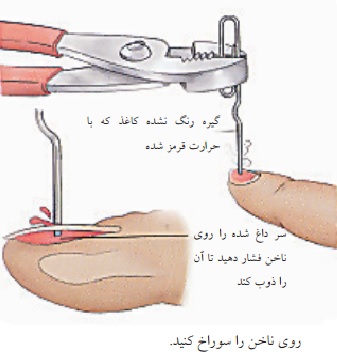 گیره رنگ نشده کاغذ که با
حرارت قرمز شده
سر داغ شده را روی
ناخن فشار دهید تا آن
را ذوب کند
روی ناخن را سوراخ کنید.